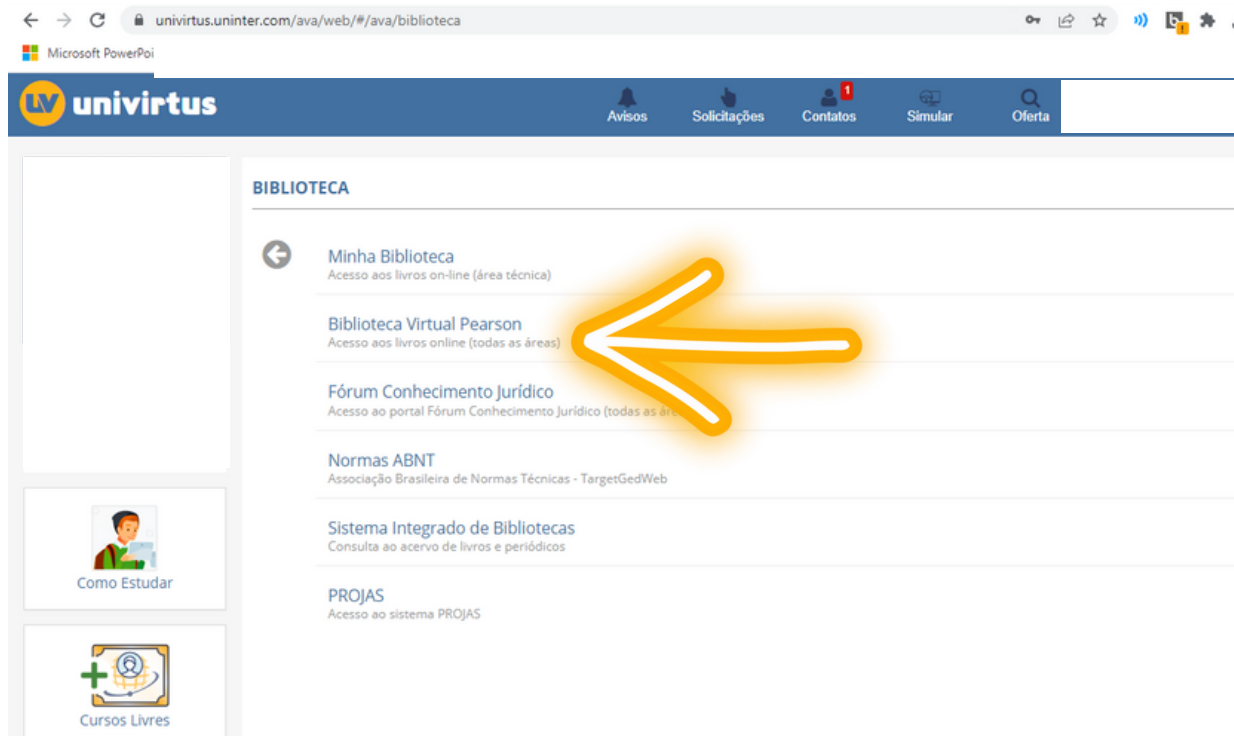 univirtus.uninter.com/ava/web/#/ava/biblioteca
Microsoft PowerPoi
univirtus
Avisos
Solicitações
1
Contatos
Simular
Oferta
BIBLIOTECA
Minha Biblioteca
Acesso aos livros on-line (área técnica)
Biblioteca Virtual Pearson
Acesso aos livros online (todas as áreas)
Fórum Conhecimento Jurídico
Acesso ao portal Fórum Conhecimento Jurídico (todas as
Normas ABNT
Associação Brasileira de Normas Técnicas - TargetGedWeb
Sistema Integrado de Bibliotecas
Consulta ao acervo de livros e periódicos
PROJAS
Acesso ao sistema PROJAS
Como Estudar
Cursos Livres